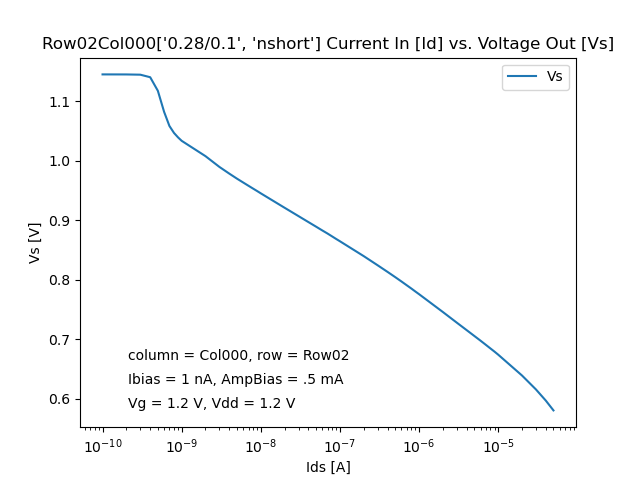 Row02Col000['0.28/0.1', 'nshort'] Current In [Id] vs. Voltage Out [Vs]
Vs
1.1
1.0
0.9
0.8
0.7
0.6
Vs [V]
column = Col000, row = Row02
Ibias = 1 nA, AmpBias = .5 mA
Vg = 1.2 V, Vdd = 1.2 V
10⁻¹⁰ 10⁻⁹ 10⁻⁸ 10⁻⁷ 10⁻⁶ 10⁻⁵
Ids [A]